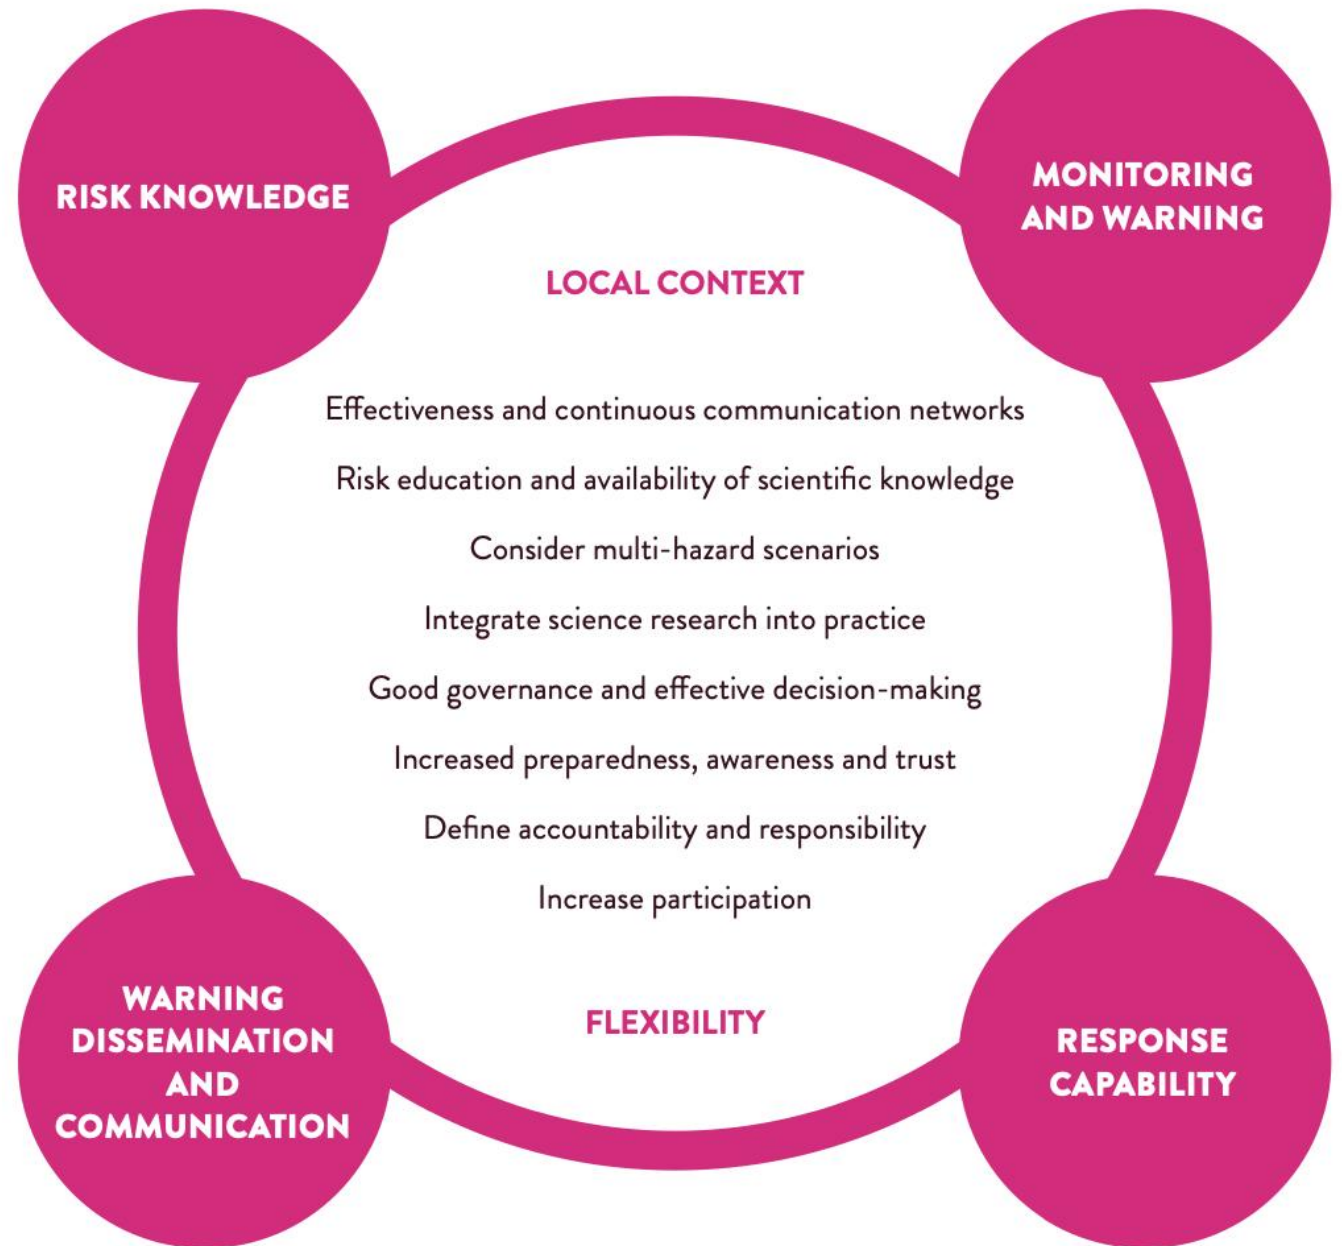 RISK KNOWLEDGE
MONITORING
AND WARNING
LOCAL CONTEXT
Effectiveness and continuous communication networks
Risk education and availability of scientific knowledge
Consider multi-hazard scenarios
Integrate science research into practice
Good governance and effective decision-making
Increased preparedness, awareness and trust
Define accountability and responsibility
Increase participation
FLEXIBILITY
WARNING
DISSEMINATION
AND
COMMUNICATION
RESPONSE
CAPABILITY